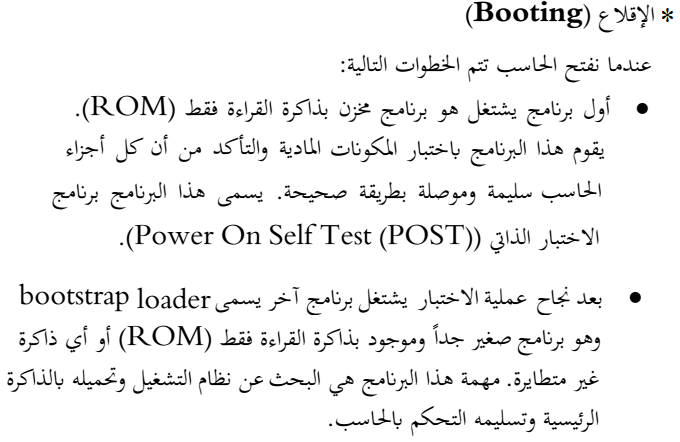 * الإقلاع (Booting)
عندما نفتح الحاسب تتم الخطوات التالية:
● أول برنامج يشتغل هو برنامج مخزن بذاكرة القراءة فقط (ROM).
يقوم هذا البرنامج باختبار المكونات المادية والتأكد من أن كل أجزاء
الحاسب سليمة وموصلة بطريقة صحيحة. يسمى هذا البرنامج برنامج
الاختبار الذاتي (Power On Self Test (POST)).
● بعد نجاح عملية الاختبار يشتغل برنامج آخر يسمى bootstrap loader
وهو برنامج صغير جداً وموجود بذاكرة القراءة فقط (ROM) أو أي ذاكرة
غير متطايرة. مهمة هذا البرنامج هي البحث عن نظام التشغيل وتحميله بالذاكرة
الرئيسية وتسليمه التحكم بالحاسب.